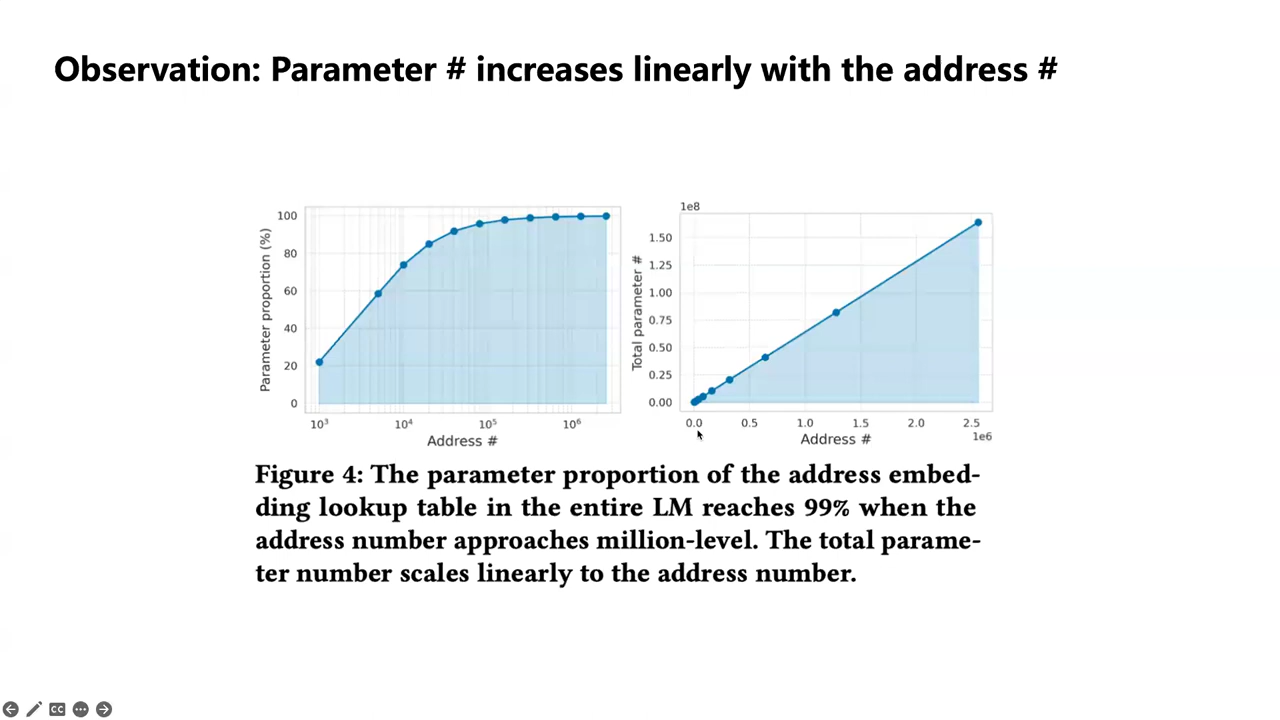 Observation: Parameter # increases linearly with the address #
100
80
60
40
20
0
Parameter proportion (%)
10³
10⁴
10⁵
10⁶
Address #
1e8
1.50
1.25
1.00
0.75
0.50
0.25
0.00
Total parameter #
0.0
0.5
1.0
1.5
2.0
2.5
1e6
Address #
Figure 4: The parameter proportion of the address embed-
ding lookup table in the entire LM reaches 99% when the
address number approaches million-level. The total parame-
ter number scales linearly to the address number.
CC